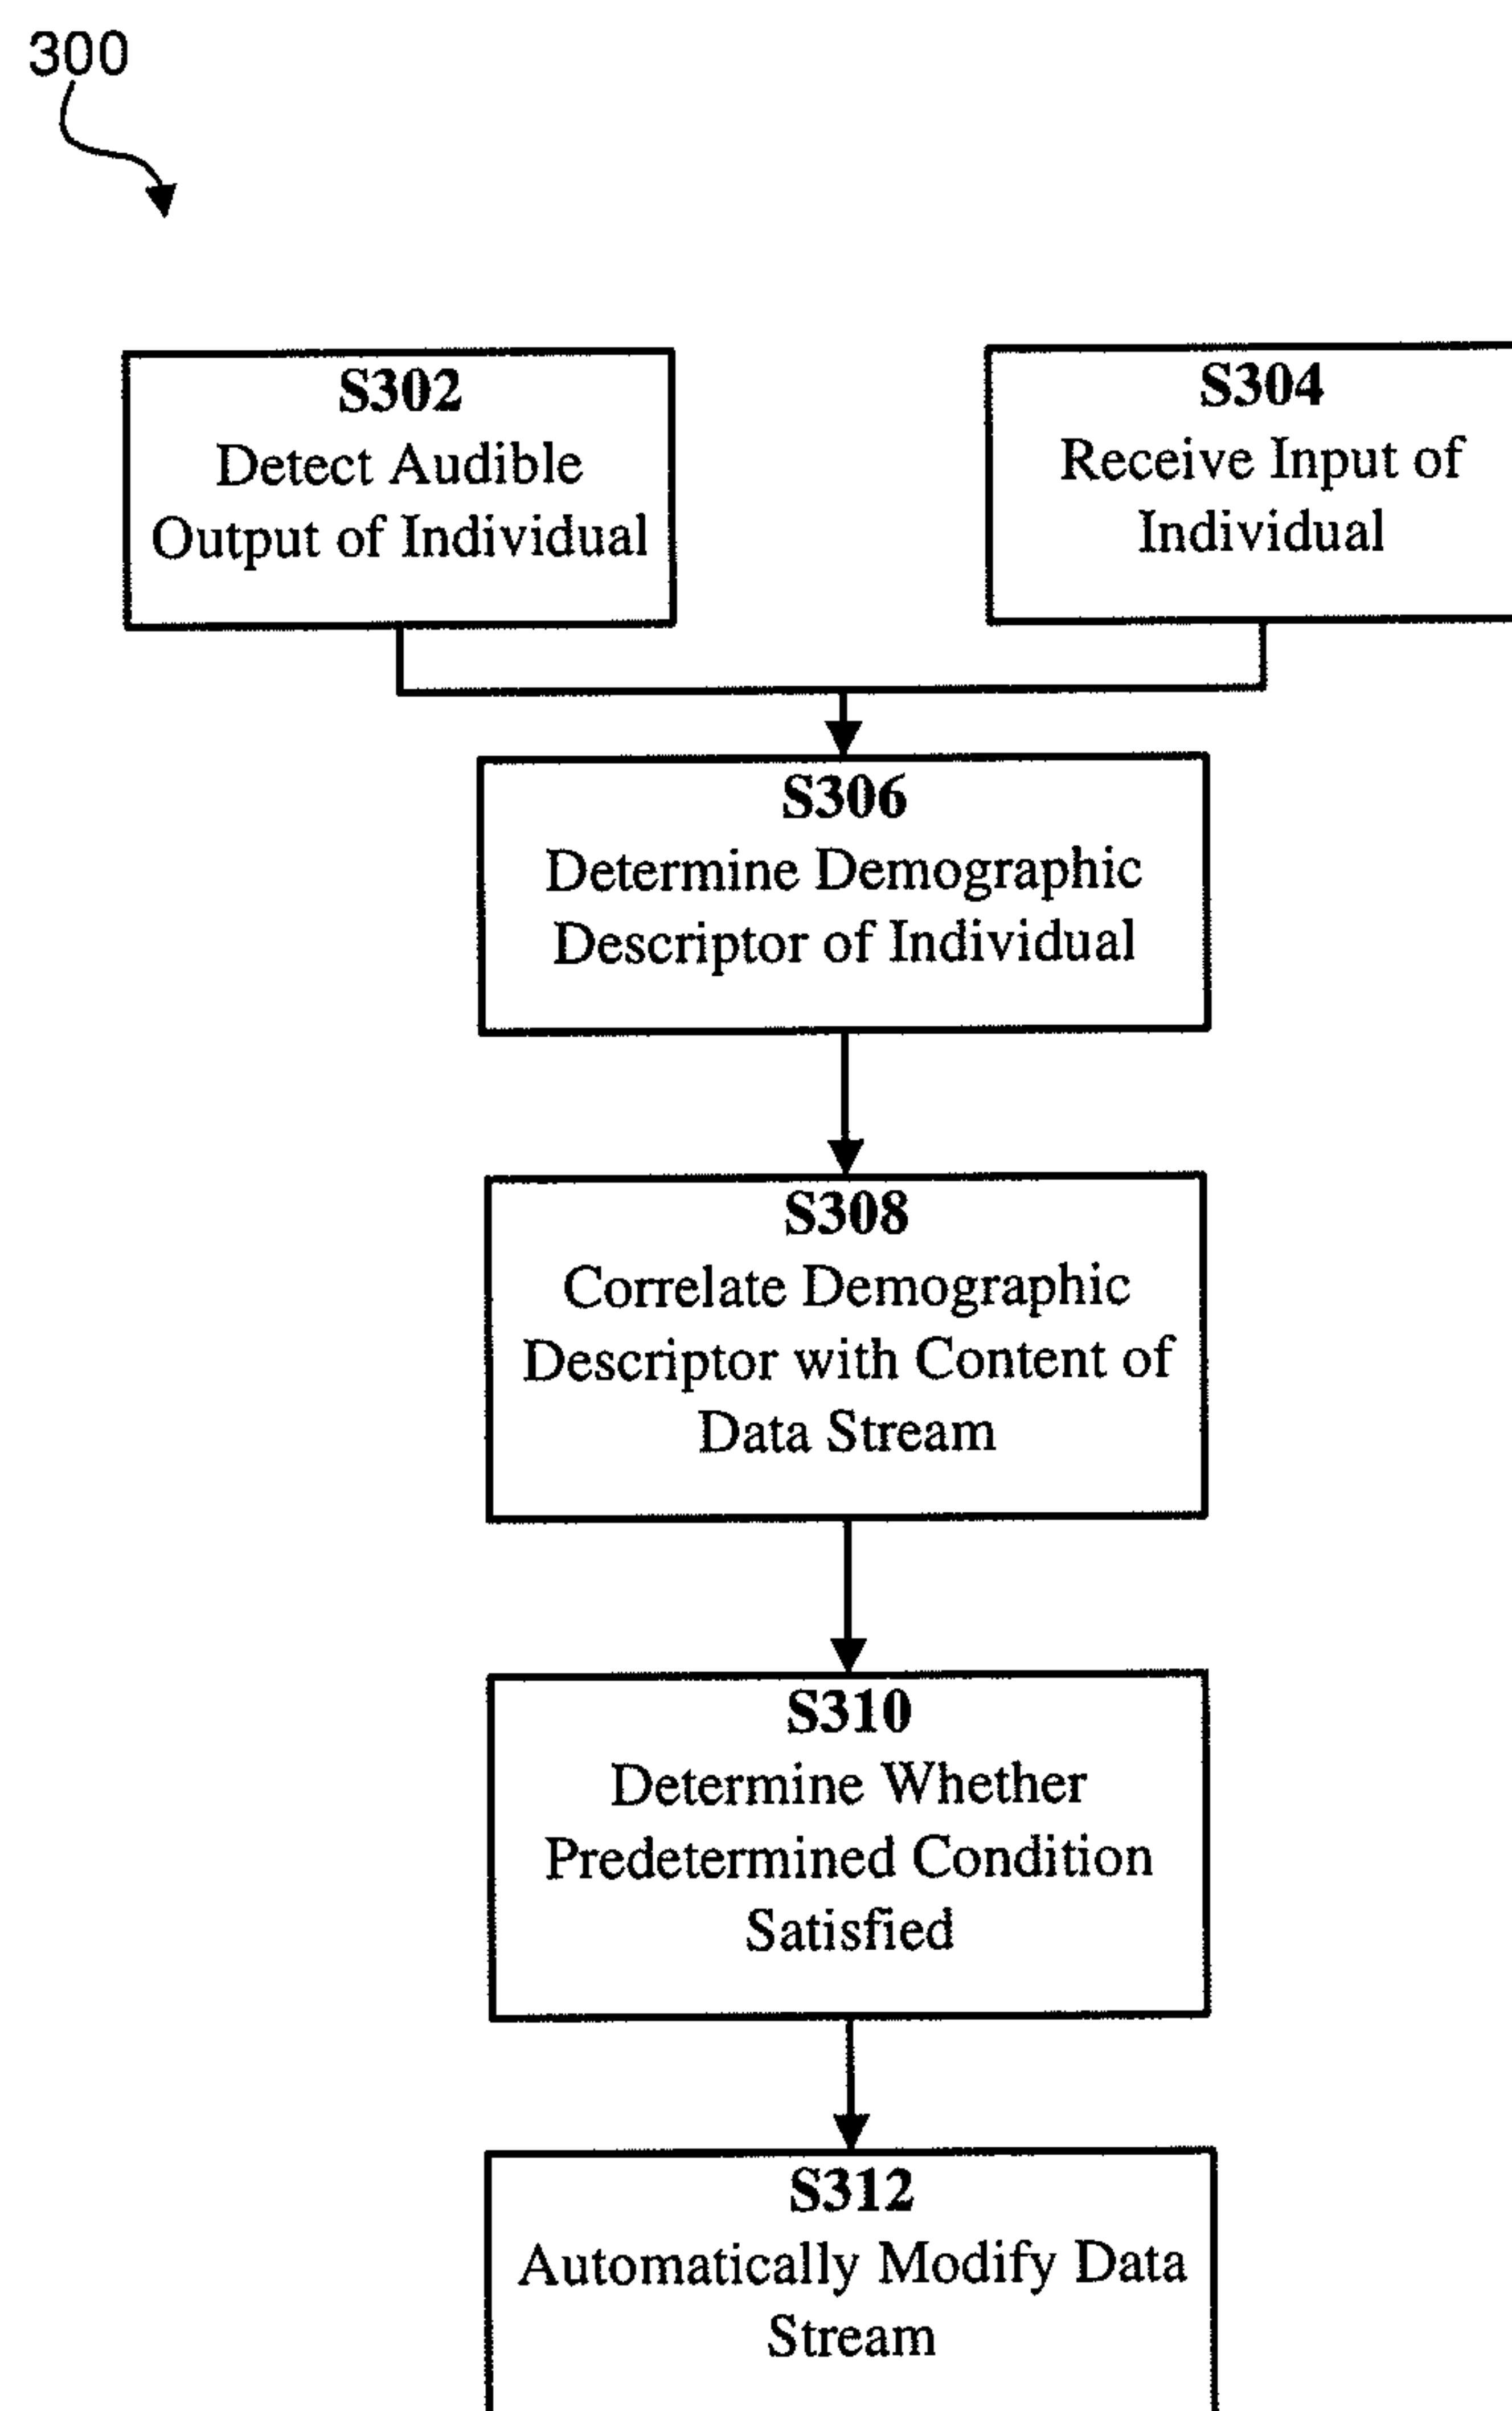 300
S302
Detect Audible
Output of Individual
S304
Receive Input of
Individual
S306
Determine Demographic
Descriptor of Individual
S308
Correlate Demographic
Descriptor with Content of
Data Stream
S310
Determine Whether
Predetermined Condition
Satisfied
S312
Automatically Modify Data
Stream